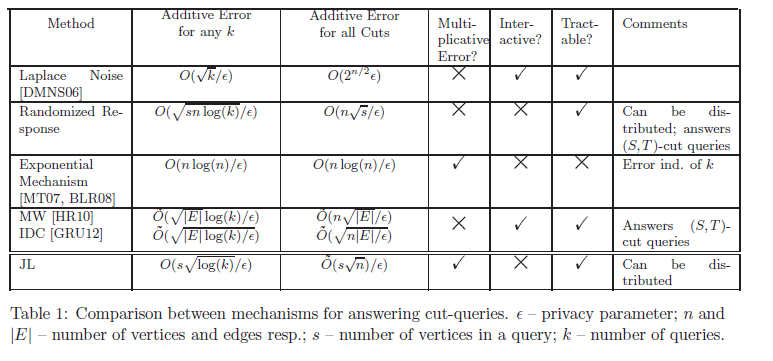 Method | Additive Error for any k | Additive Error for all Cuts | Multi-plicative Error? | Inter-active? | Tract-able? | Comments
Laplace Noise [DMNS06] | O(√k/ϵ) | O(2^{n/2}ϵ) | × | ✓ | ✓ |
Randomized Re-sponse | O(√(sn log(k))/ϵ) | O(n√s/ϵ) | × | × | ✓ | Can be dis-tributed; answers (S,T)-cut queries
Exponential Mechanism [MT07, BLR08] | O(n log(n)/ϵ) | O(n log(n)/ϵ) | ✓ | × | × | Error ind. of k
MW [HR10] | Õ(√(|E| log(k))/ϵ) | Õ(n√|E|/ϵ) | × | ✓ | ✓ | Answers (S,T)-cut queries
IDC [GRU12] | Õ(√(|E| log(k))/ϵ) | Õ(√(n|E|)/ϵ)
JL | O(s√log(k)/ϵ) | Õ(s√n)/ϵ) | ✓ | × | ✓ | Can be dis-tributed
Table 1: Comparison between mechanisms for answering cut-queries. ϵ – privacy parameter; n and
|E| – number of vertices and edges resp.; s – number of vertices in a query; k – number of queries.